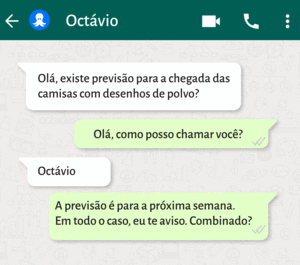 Octávio
Olá, existe previsão para a chegada das
camisas com desenhos de polvo?
Olá, como posso chamar você?
Octávio
A previsão é para a próxima semana.
Em todo o caso, eu te aviso. Combinado?